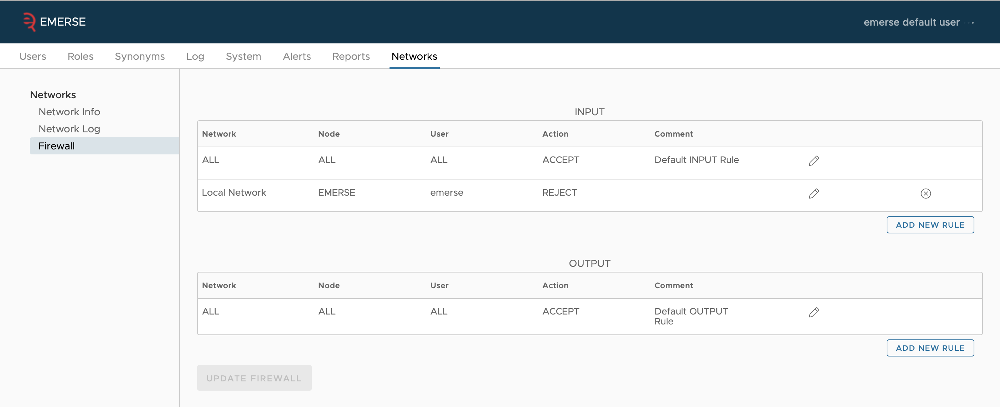 EMERSE
emerse default user
Users Roles Synonyms Log System Alerts Reports Networks
Networks
Network Info
Network Log
Firewall
INPUT
Network Node User Action Comment
ALL ALL ALL ACCEPT Default INPUT Rule
Local Network EMERSE emerse REJECT
ADD NEW RULE
OUTPUT
Network Node User Action Comment
ALL ALL ALL ACCEPT Default OUTPUT
Rule
ADD NEW RULE
UPDATE FIREWALL